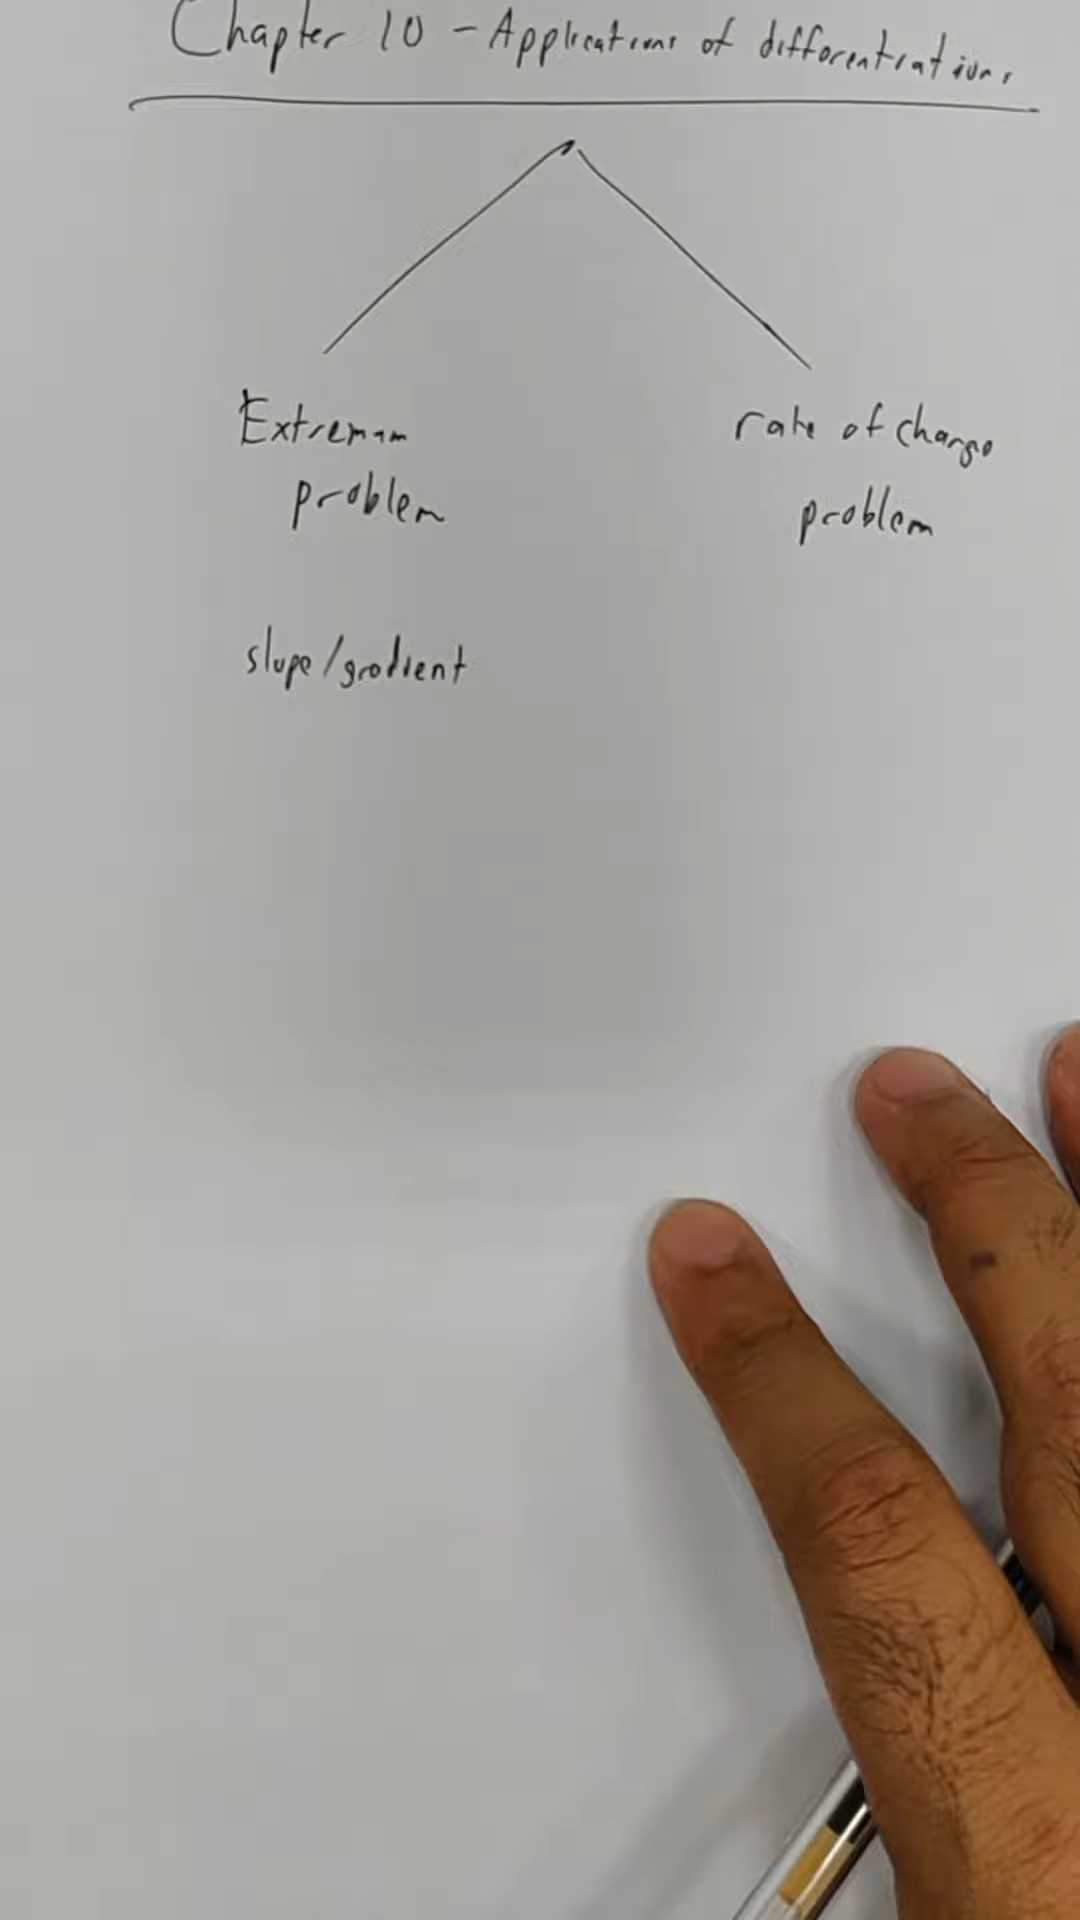 Chapter 10 - Applications of differentiations
Extremum
problem
rate of change
problem
slope/gradient